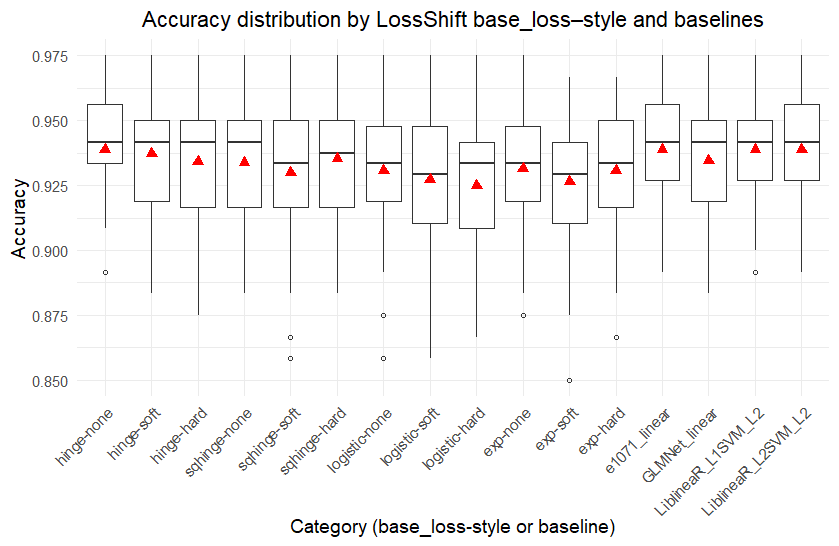 Accuracy distribution by LossShift base_loss–style and baselines
Accuracy
0.975
0.950
0.925
0.900
0.875
0.850
hinge-none
hinge-soft
hinge-hard
sqhinge-none
sqhinge-soft
sqhinge-hard
logistic-none
logistic-soft
logistic-hard
exp-none
exp-soft
exp-hard
e1071_linear
GLMNet_linear
LiblineaR_L1SVM_L2
LiblineaR_L2SVM_L2
Category (base_loss-style or baseline)